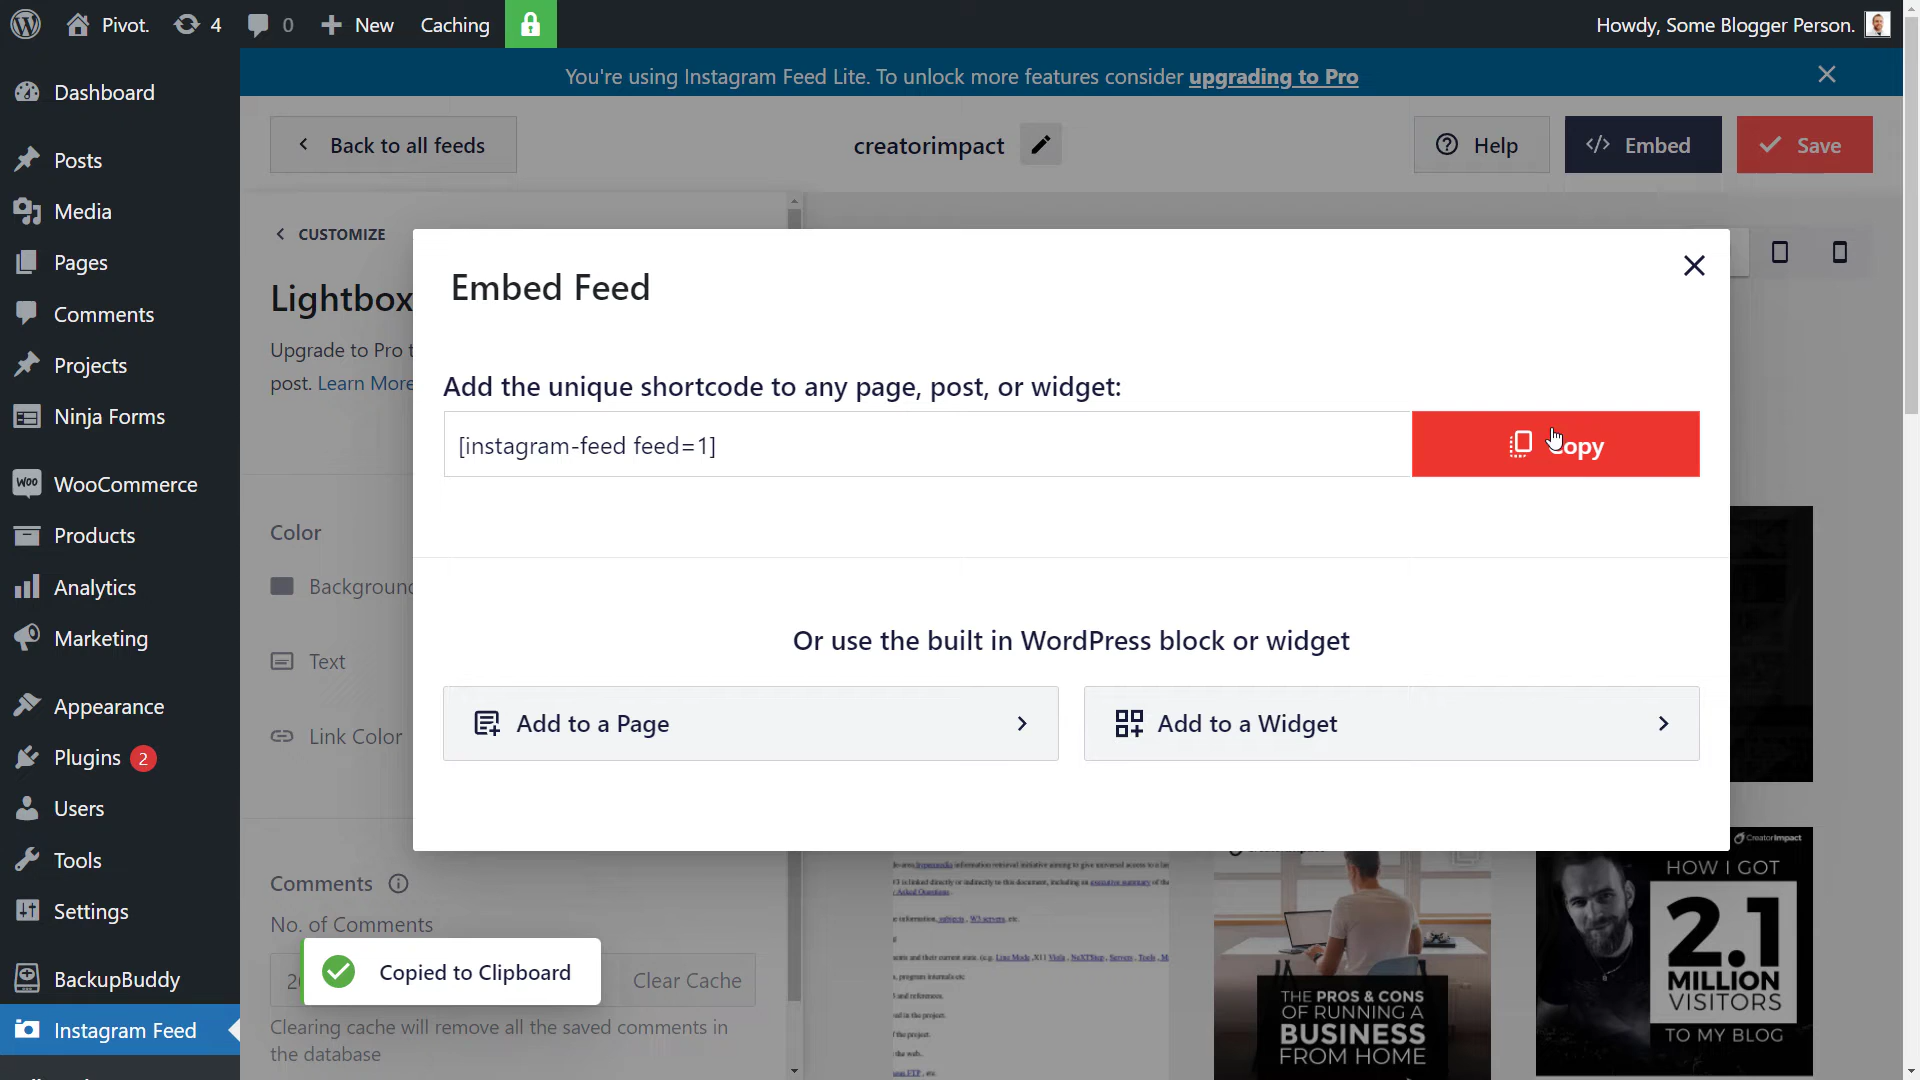 Pivot.
4
0
New
Caching
Howdy, Some Blogger Person.
You're using Instagram Feed Lite. To unlock more features consider upgrading to Pro
Dashboard
Posts
Media
Pages
Comments
Projects
Ninja Forms
WOO
WooCommerce
Products
Analytics
Marketing
Appearance
Plugins 2
Users
Tools
Settings
BackupBuddy
Instagram Feed
Back to all feeds
creatorimpact
Help
Embed
Save
CUSTOMIZE
Lightbox
Upgrade to Pro
post. Learn More
Color
Background
Text
Link Color
Comments
No. of Comments
Clear Cache
Clearing cache will remove all the saved comments in
the database
Copied to Clipboard
Embed Feed
Add the unique shortcode to any page, post, or widget:
[instagram-feed feed=1]
Copy
Or use the built in WordPress block or widget
Add to a Page
Add to a Widget
THE PROS & CONS
OF RUNNING A
BUSINESS
FROM HOME
CreatorImpact
HOW I GOT
2.1
MILLION
VISITORS
TO MY BLOG